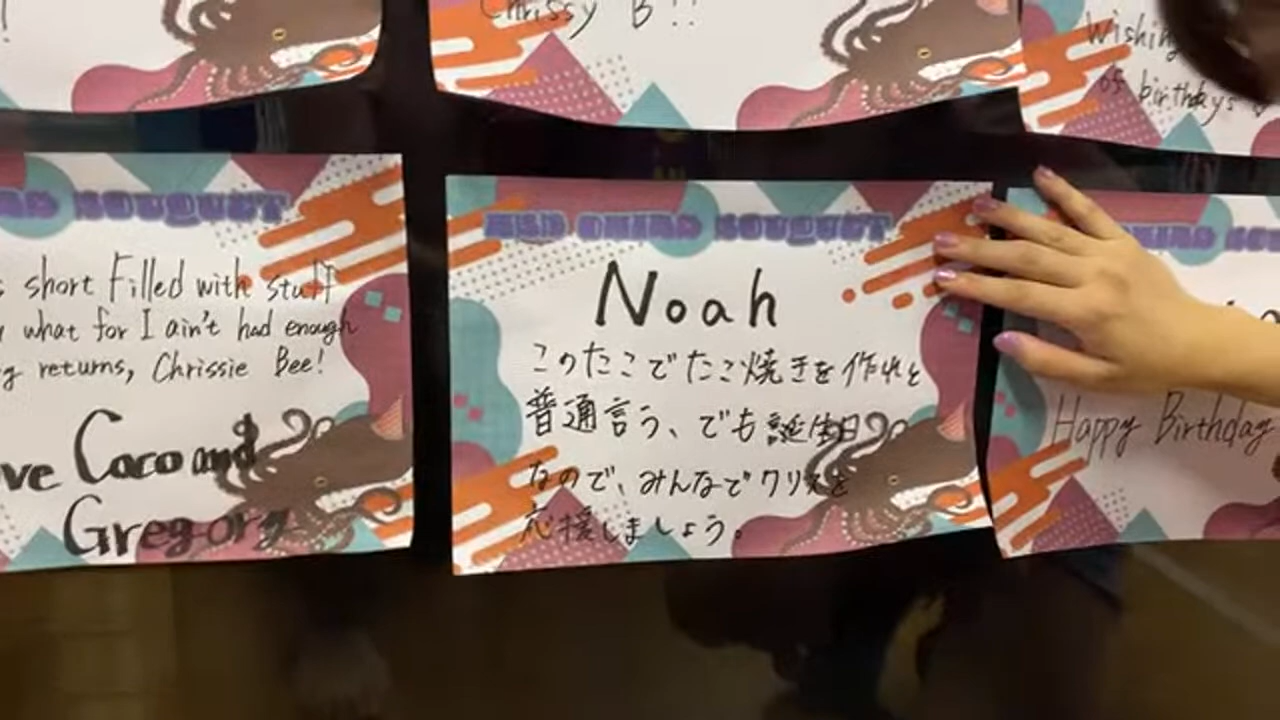 Chrissy B!!
Wishing
of birthdays
BOUQUET
short Filled with stuff
what for I ain't had enough
returns, Chrissie Bee!
Coco and
Gregory
BOUQUET
Noah
このたこでたこ焼きを作れと
普通言う、でも誕生日
なので、みんなでクリスを
応援しましょう。
Happy Birthday